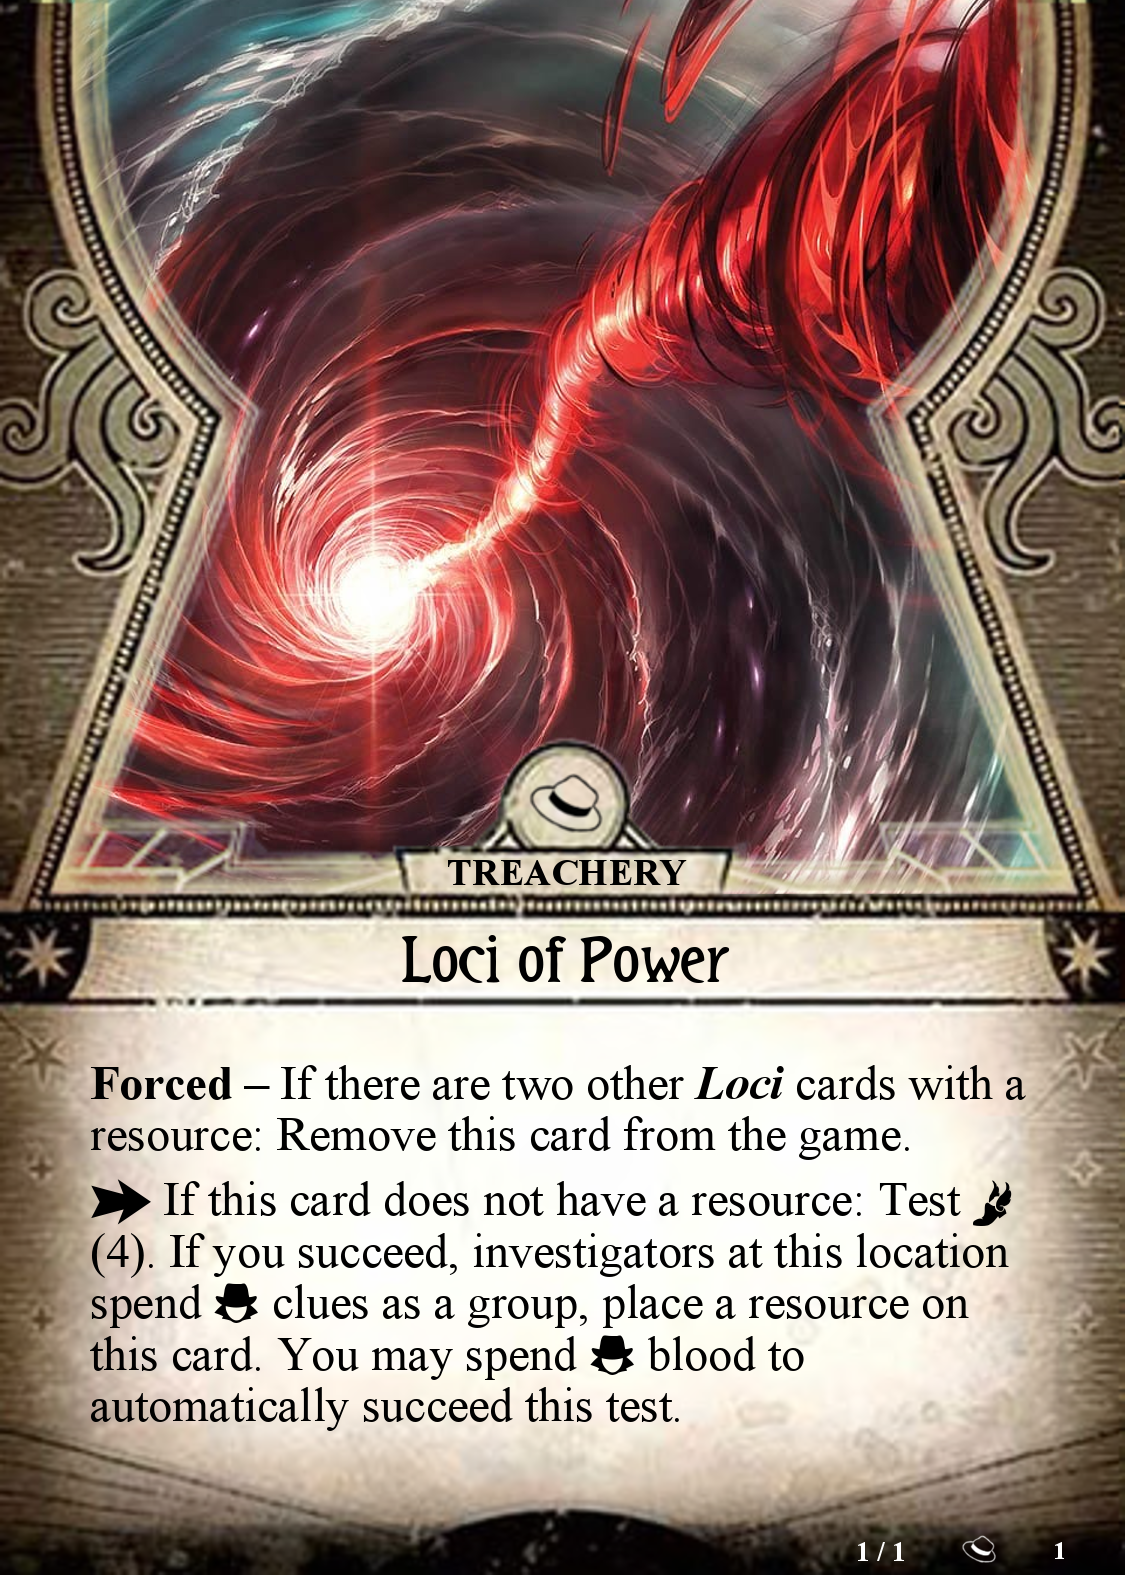 TREACHERY
Loci of Power
Forced – If there are two other Loci cards with a
resource: Remove this card from the game.
If this card does not have a resource: Test
(4). If you succeed, investigators at this location
spend clues as a group, place a resource on
this card. You may spend blood to
automatically succeed this test.
1 / 1 1